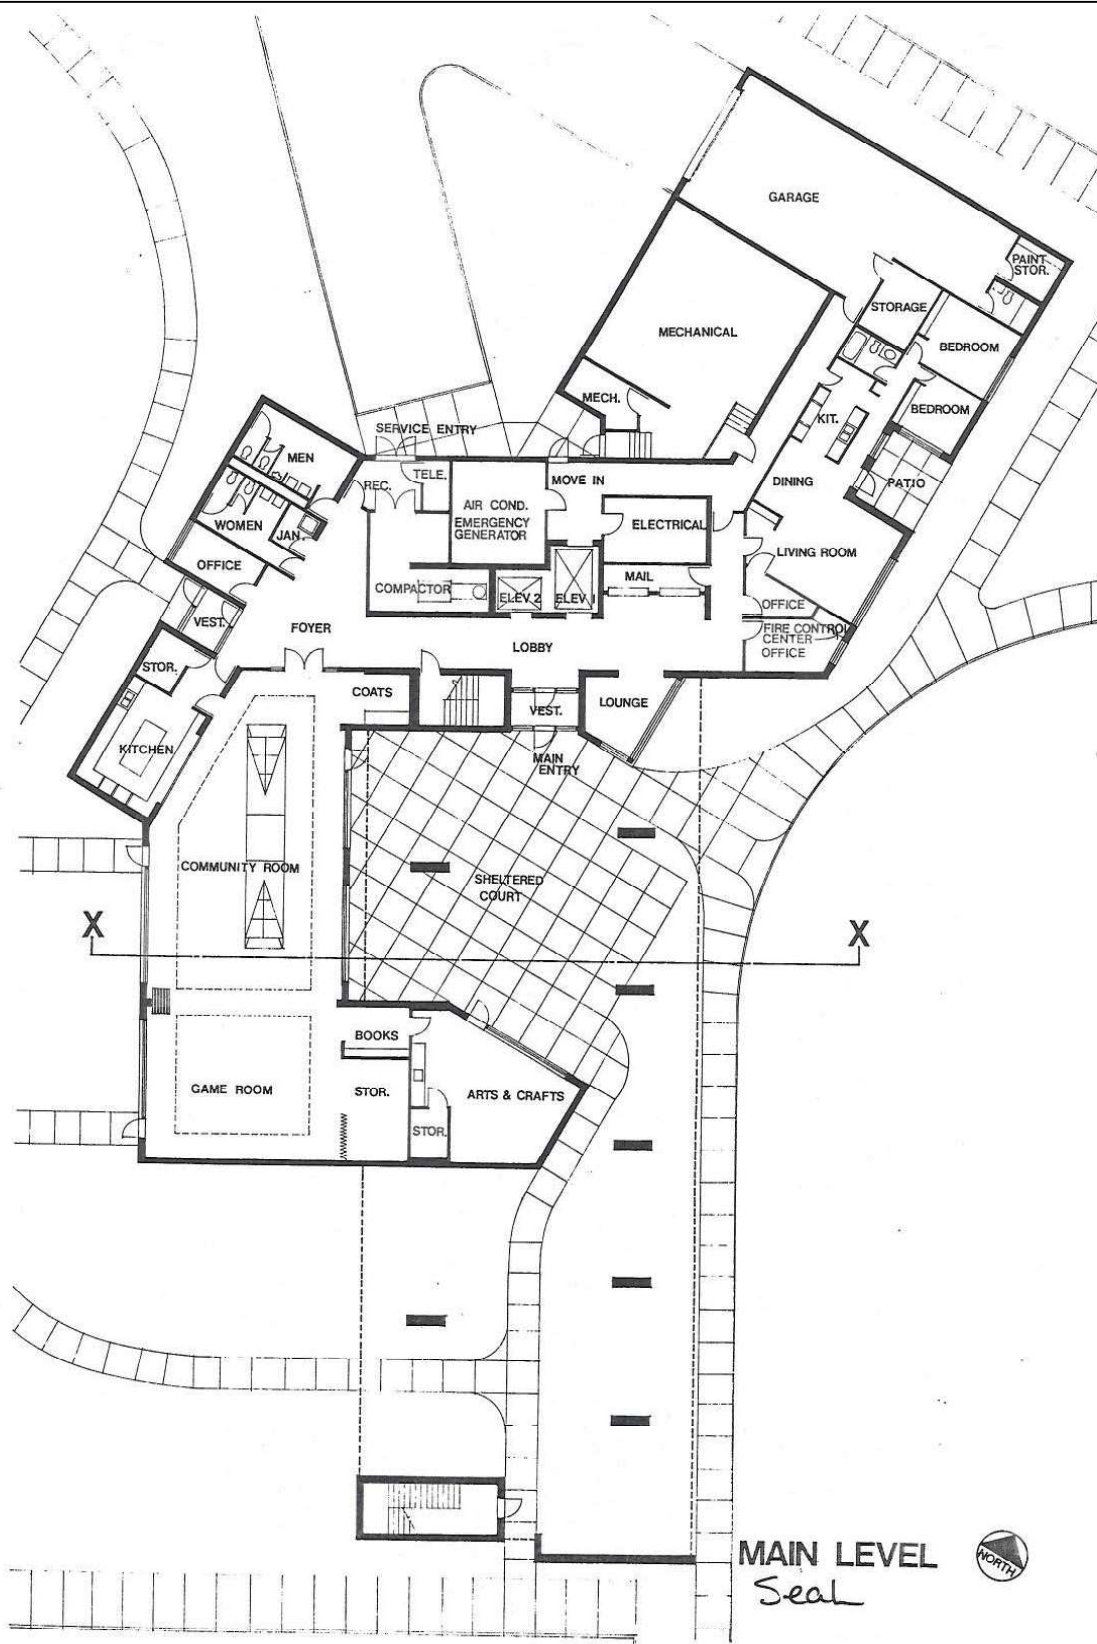 GARAGE
PAINT
STOR.
STORAGE
MECHANICAL
BEDROOM
MECH.
BEDROOM
KIT.
SERVICE ENTRY
MEN
TELE.
REC.
MOVE IN
DINING
PATIO
AIR COND.
EMERGENCY
GENERATOR
WOMEN
JAN.
ELECTRICAL
LIVING ROOM
OFFICE
MAIL
COMPACTOR
ELEV. 2
ELEV. 1
OFFICE
VEST.
FOYER
FIRE CONTROL
CENTER
OFFICE
LOBBY
STOR.
COATS
VEST.
LOUNGE
KITCHEN
MAIN
ENTRY
COMMUNITY ROOM
SHELTERED
COURT
X
X
BOOKS
GAME ROOM
STOR.
ARTS & CRAFTS
STOR.
MAIN LEVEL
NORTH
Seal